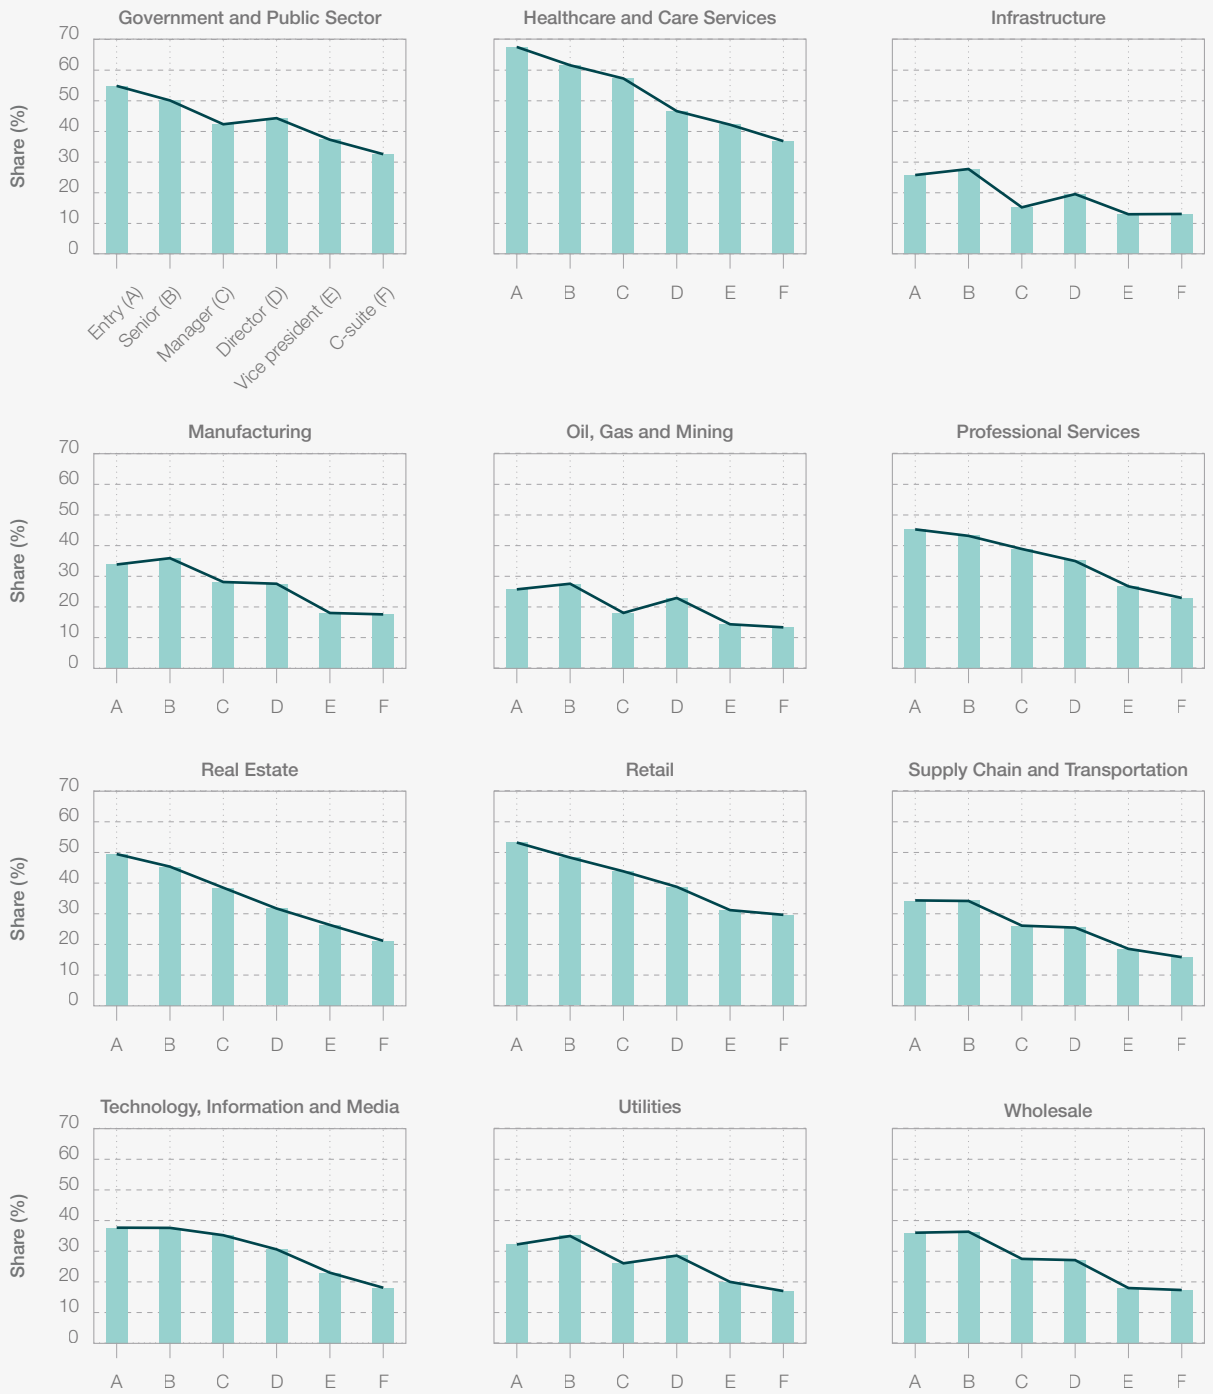 Government and Public Sector
Healthcare and Care Services
Infrastructure
Share (%)
70
60
50
40
30
20
10
0
Entry (A)
Senior (B)
Manager (C)
Director (D)
Vice president (E)
C-suite (F)
A B C D E F
A B C D E F
Manufacturing
Oil, Gas and Mining
Professional Services
Share (%)
70
60
50
40
30
20
10
0
A B C D E F
A B C D E F
A B C D E F
Real Estate
Retail
Supply Chain and Transportation
Share (%)
70
60
50
40
30
20
10
0
A B C D E F
A B C D E F
A B C D E F
Technology, Information and Media
Utilities
Wholesale
Share (%)
70
60
50
40
30
20
10
0
A B C D E F
A B C D E F
A B C D E F